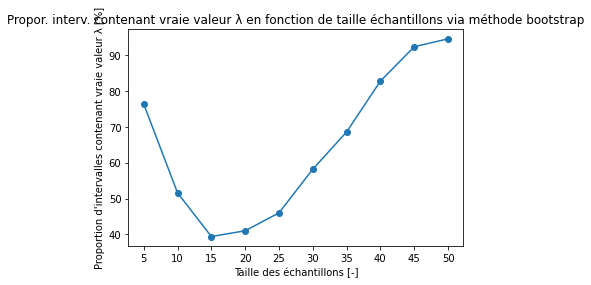 Propor. interv. contenant vraie valeur λ en fonction de taille échantillons via méthode bootstrap
Proportion d'intervalles contenant vraie valeur λ [%]
90
80
70
60
50
40
5 10 15 20 25 30 35 40 45 50
Taille des échantillons [-]